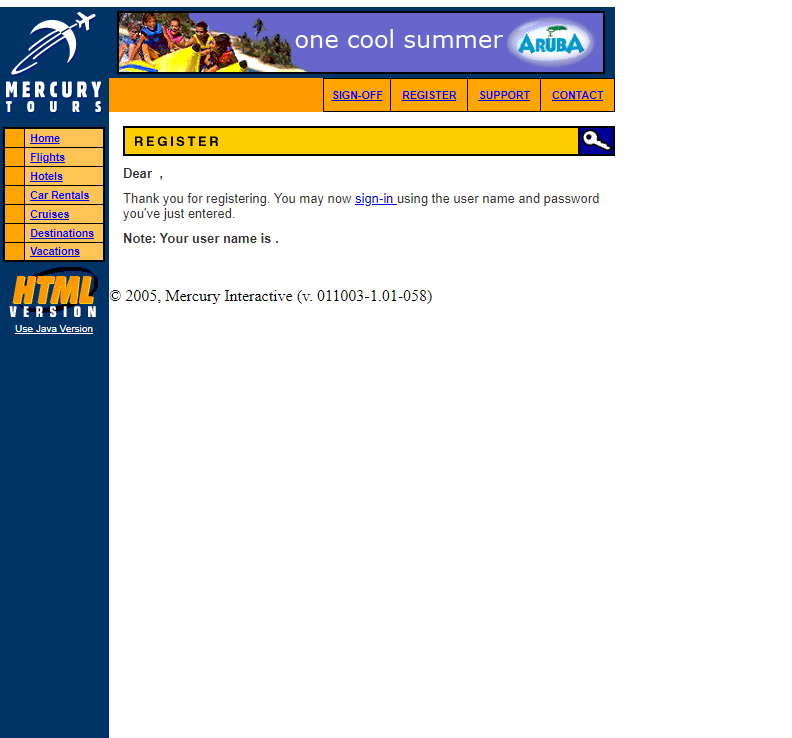 one cool summer ARUBA
MERCURY
TOURS
SIGN-OFF REGISTER SUPPORT CONTACT
Home
Flights
Hotels
Car Rentals
Cruises
Destinations
Vacations
HTML
VERSION
Use Java Version
REGISTER
Dear ,
Thank you for registering. You may now sign-in using the user name and password
you've just entered.
Note: Your user name is .
© 2005, Mercury Interactive (v. 011003-1.01-058)